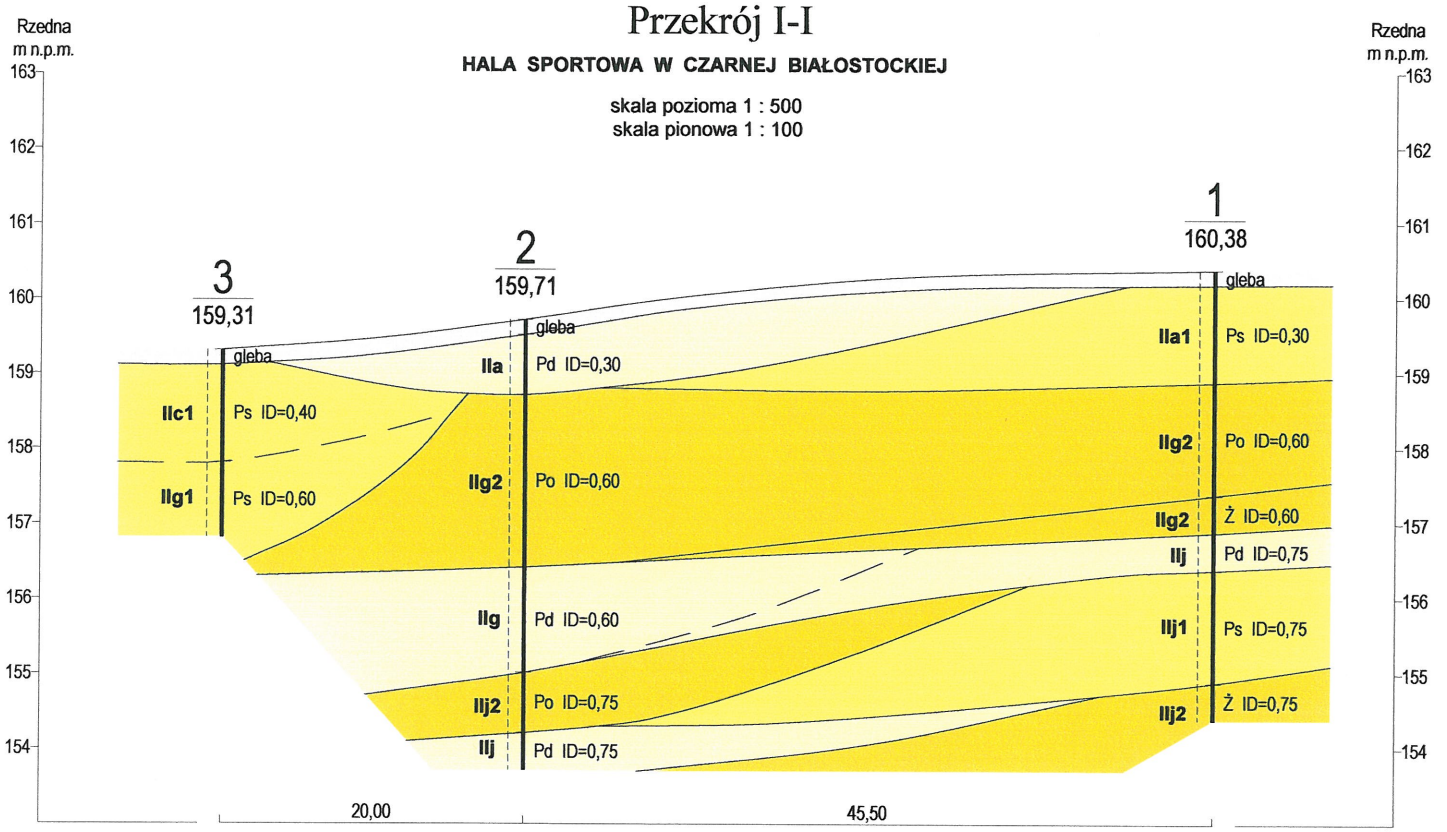 Przekrój I-I
HALA SPORTOWA W CZARNEJ BIAŁOSTOCKIEJ
skala pozioma 1 : 500
skala pionowa 1 : 100
Rzedna
m n.p.m.
163
162
161
160
159
158
157
156
155
154
3
159,31
gleba
IIc1 Ps ID=0,40
IIg1 Ps ID=0,60
2
159,71
gleba
IIa Pd ID=0,30
IIg2 Po ID=0,60
IIg Pd ID=0,60
IIj2 Po ID=0,75
IIj Pd ID=0,75
1
160,38
gleba
IIa1 Ps ID=0,30
IIg2 Po ID=0,60
IIg2 Ż ID=0,60
IIj Pd ID=0,75
IIj1 Ps ID=0,75
IIj2 Ż ID=0,75
Rzedna
m n.p.m.
163
162
161
160
159
158
157
156
155
154
20,00
45,50